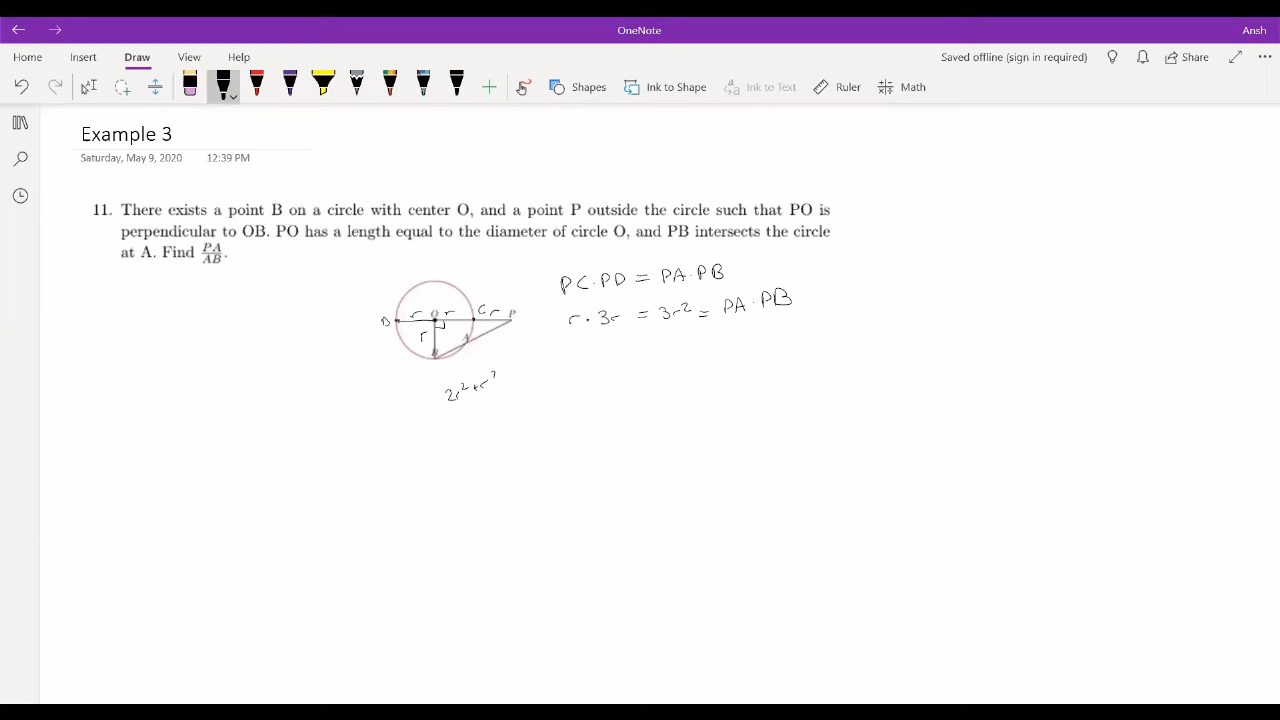 OneNote
Ansh
Home Insert Draw View Help
Saved offline (sign in required) Share
Shapes Ink to Shape Ink to Text Ruler Math
Example 3
Saturday, May 9, 2020 12:39 PM
11. There exists a point B on a circle with center O, and a point P outside the circle such that PO is
perpendicular to OB. PO has a length equal to the diameter of circle O, and PB intersects the circle
at A. Find PA/AB.
PC·PD = PA·PB
r·3r = 3r² = PA·PB
D r O r C r P
r A
B
2r² + r²